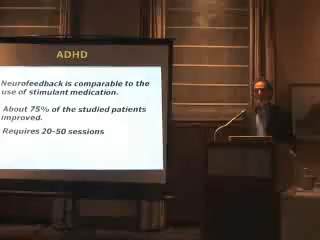 ADHD
Neurofeedback is comparable to the
use of stimulant medication.
About 75% of the studied patients
improved.
Requires 20-50 sessions